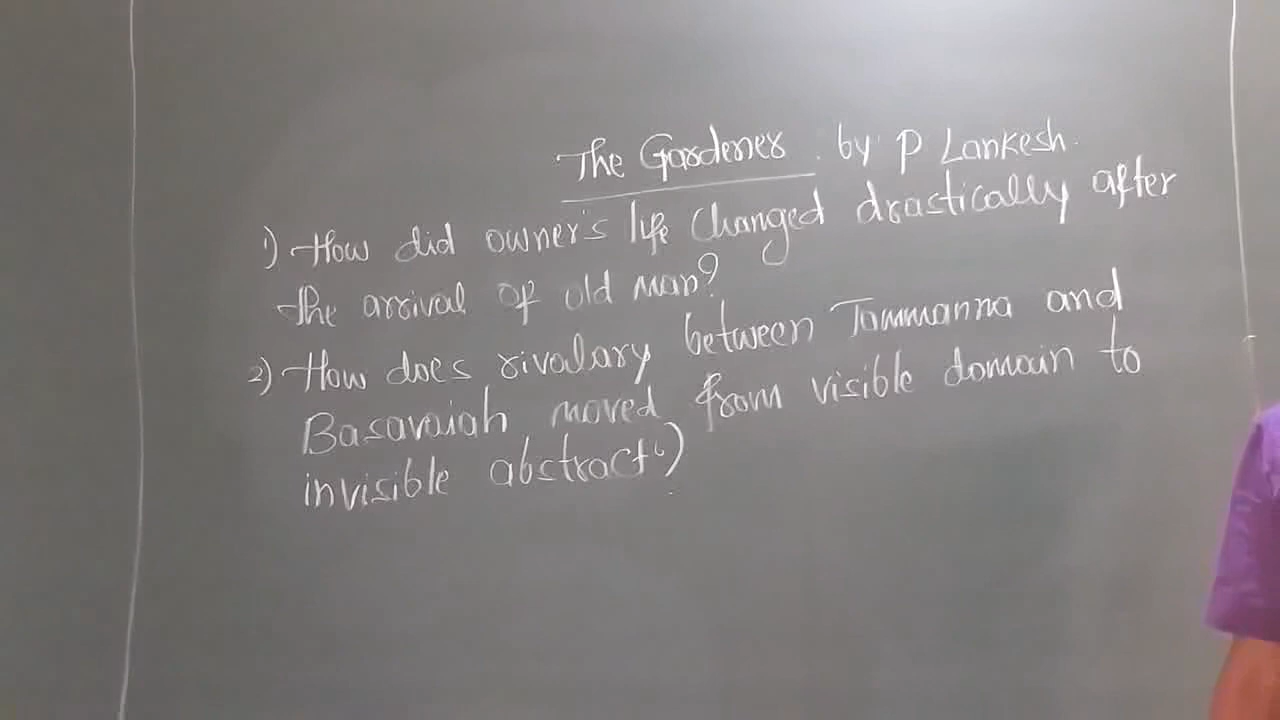 The Gardener by P Lankesh.
1) How did owner's life changed drastically after
the arrival of old man?
2) How does rivalary between Tammanna and
Basavaiah moved from visible domain to
invisible abstract?